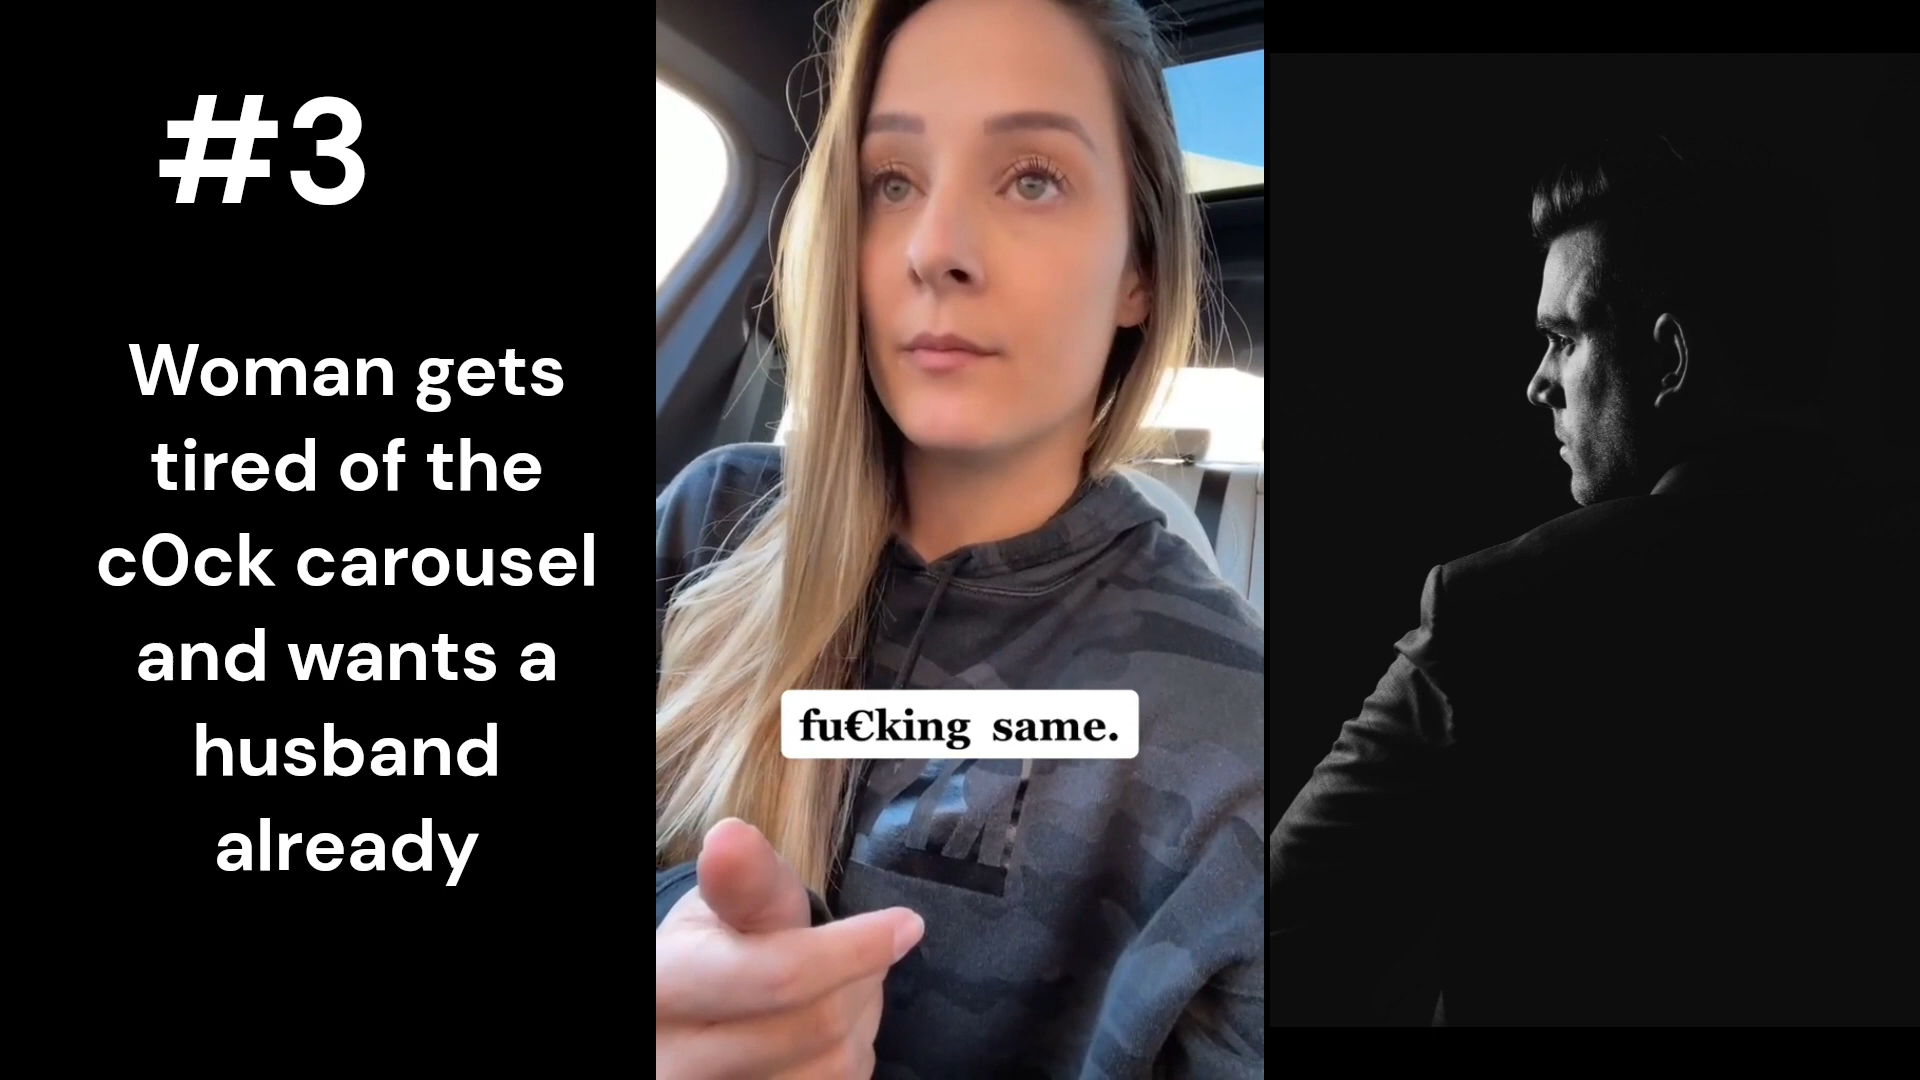 #3
Woman gets
tired of the
c0ck carousel
and wants a
husband
already
fu€king same.